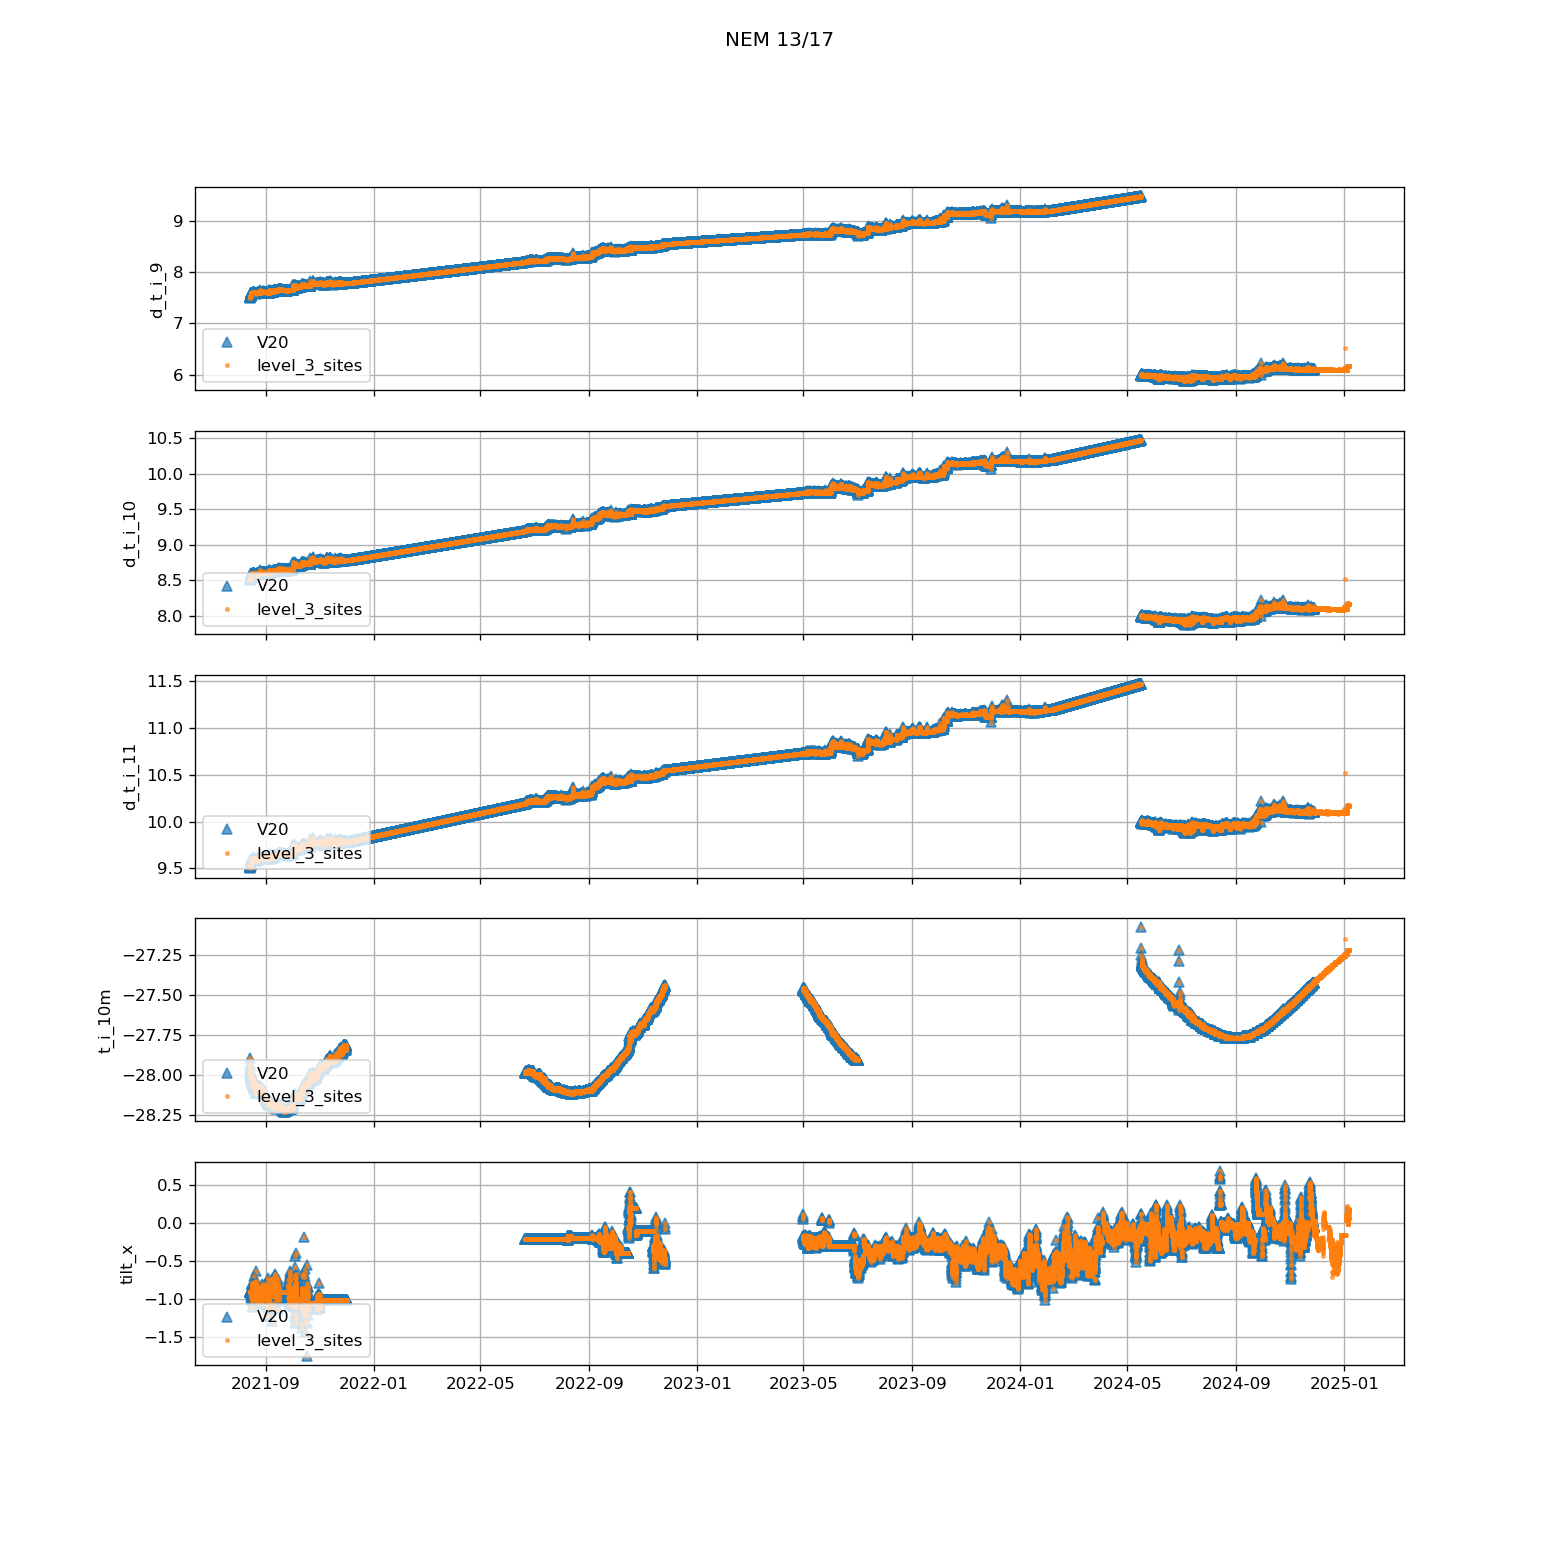 NEM 13/17
9
8
7
6
d_t_i_9
V20
level_3_sites
10.5
10.0
9.5
9.0
8.5
8.0
d_t_i_10
V20
level_3_sites
11.5
11.0
10.5
10.0
9.5
d_t_i_11
V20
level_3_sites
−27.25
−27.50
−27.75
−28.00
−28.25
t_i_10m
V20
level_3_sites
0.5
0.0
−0.5
−1.0
−1.5
tilt_x
V20
level_3_sites
2021-09 2022-01 2022-05 2022-09 2023-01 2023-05 2023-09 2024-01 2024-05 2024-09 2025-01